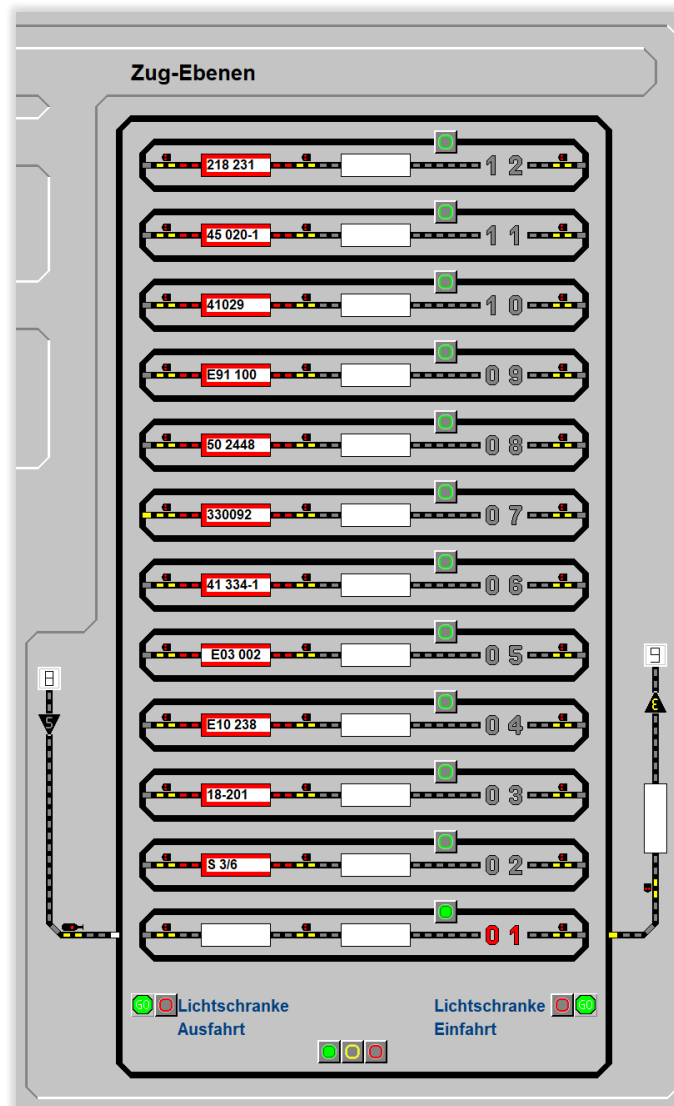 Zug-Ebenen
218 231 12
45 020-1 11
41029 10
E91 100 09
50 2448 08
330092 07
41 334-1 06
E03 002 05
8 9
5 3
E10 238 04
18-201 03
S 3/6 02
01
GO Lichtschranke Lichtschranke GO
Ausfahrt Einfahrt